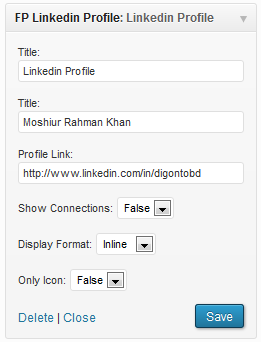 FP Linkedin Profile: Linkedin Profile
Title:
Linkedin Profile
Title:
Moshiur Rahman Khan
Profile Link:
http://www.linkedin.com/in/digontobd
Show Connections: False
Display Format: Inline
Only Icon: False
Delete | Close Save